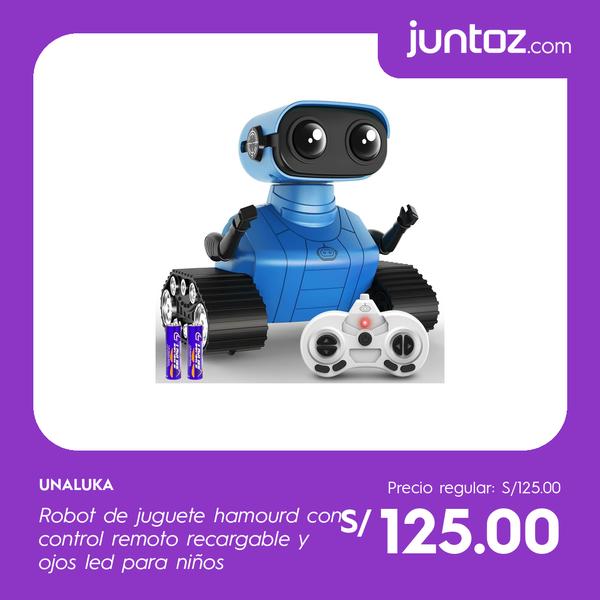 juntoz.com
UNALUKA
Precio regular: S/125.00
Robot de juguete hamourd con
control remoto recargable y
ojos led para niños
S/125.00